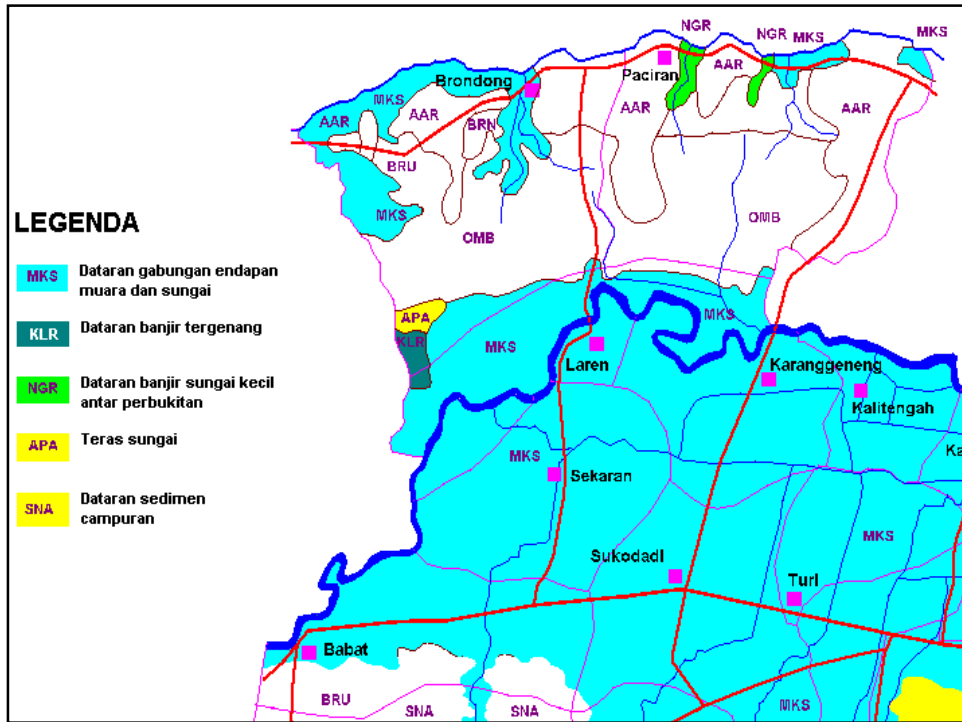 NGR
NGR
MKS
MKS
Paciran
AAR
Brondong
MKS
AAR
AAR
AAR
AAR
BRN
BRU
MKS
OMB
OMB
LEGENDA
MKS Dataran gabungan endapan
muara dan sungai
KLR Dataran banjir tergenang
NGR Dataran banjir sungai kecil
antar perbukitan
APA Teras sungai
SNA Dataran sedimen
campuran
APA
KLR
MKS
MKS
Laren
Karanggeneng
Kalitengah
Ka
MKS
Sekaran
MKS
Sukodadi
Turi
Babat
BRU
SNA
SNA
MKS